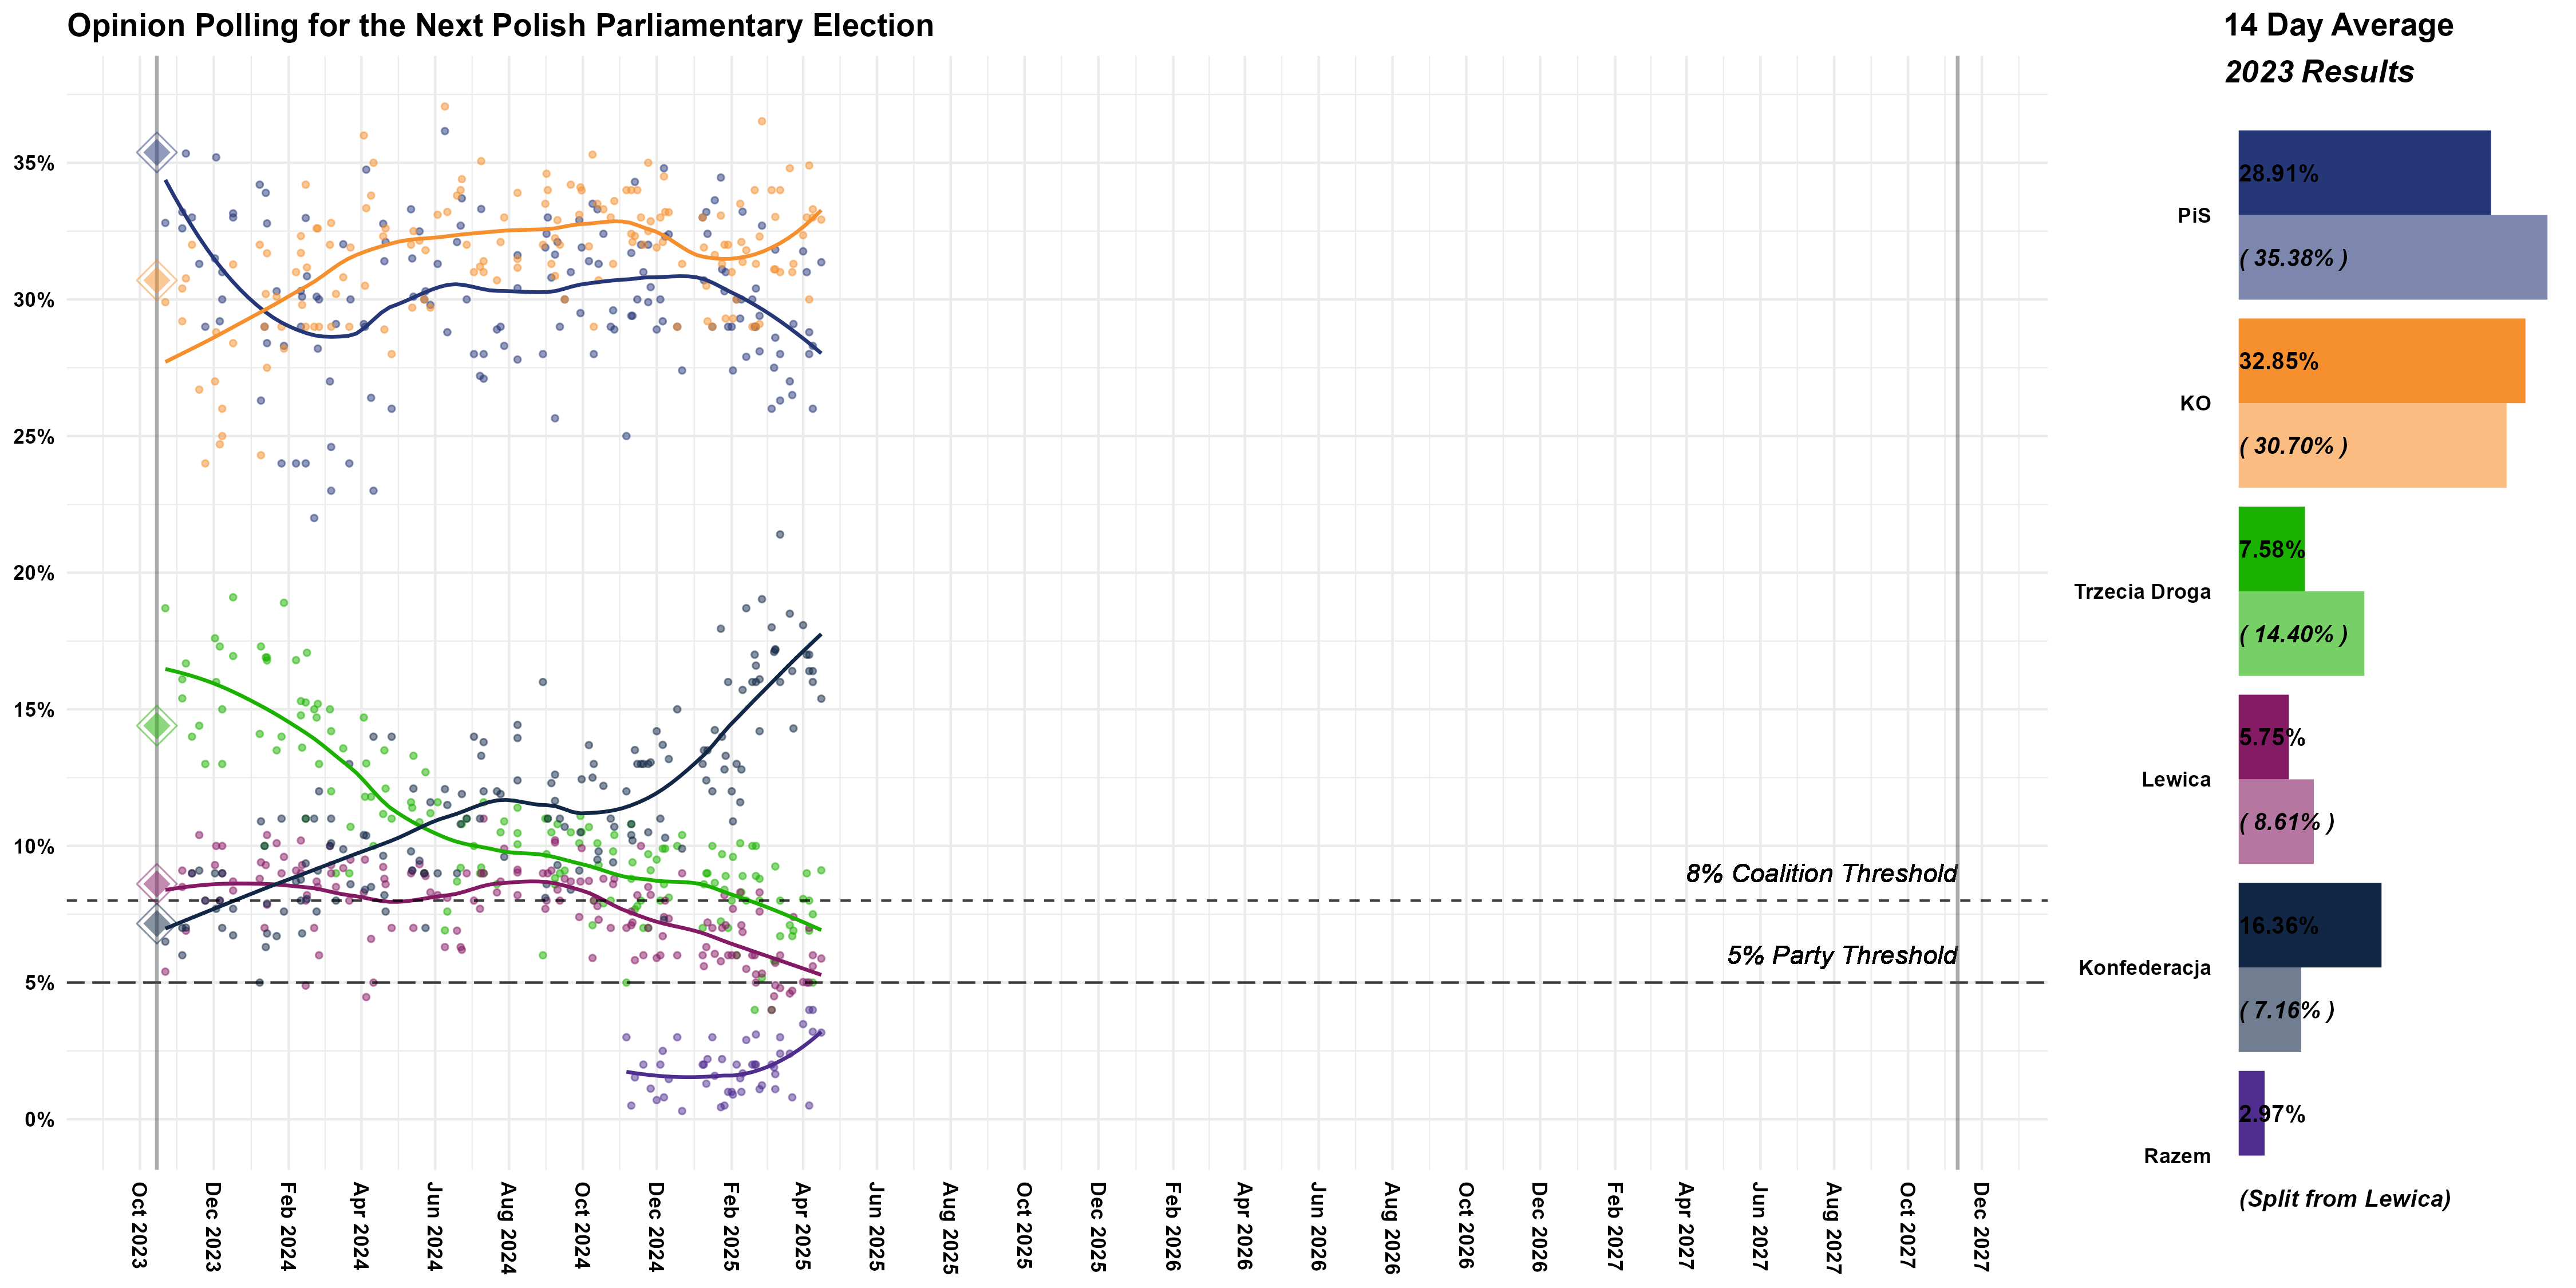 Opinion Polling for the Next Polish Parliamentary Election
35%
30%
25%
20%
15%
10%
5%
0%
8% Coalition Threshold
5% Party Threshold
Oct 2023
Dec 2023
Feb 2024
Apr 2024
Jun 2024
Aug 2024
Oct 2024
Dec 2024
Feb 2025
Apr 2025
Jun 2025
Aug 2025
Oct 2025
Dec 2025
Feb 2026
Apr 2026
Jun 2026
Aug 2026
Oct 2026
Dec 2026
Feb 2027
Apr 2027
Jun 2027
Aug 2027
Oct 2027
Dec 2027
14 Day Average
2023 Results
PiS
28.91%
( 35.38% )
KO
32.85%
( 30.70% )
Trzecia Droga
7.58%
( 14.40% )
Lewica
5.75%
( 8.61% )
Konfederacja
16.36%
( 7.16% )
Razem
2.97%
(Split from Lewica)